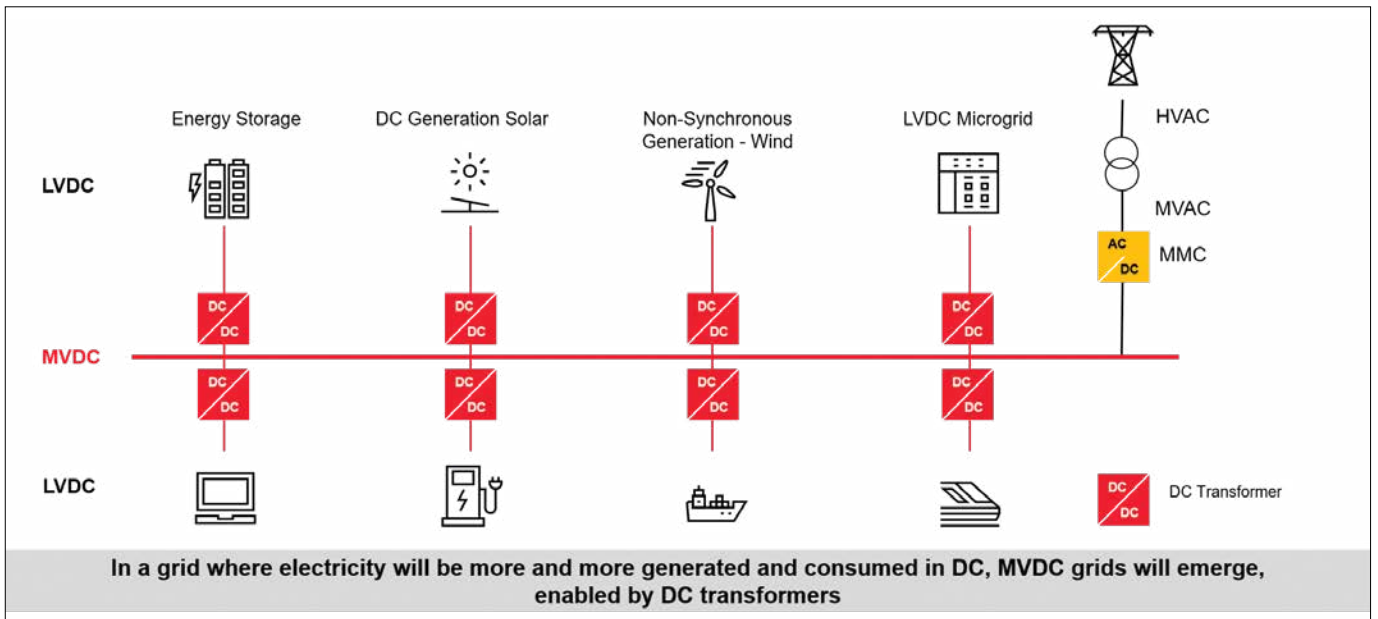 HVAC
Energy Storage
DC Generation Solar
Non-Synchronous
Generation - Wind
LVDC Microgrid
LVDC
MVAC
AC
DC
MMC
DC
DC
DC
DC
DC
DC
DC
DC
MVDC
DC
DC
DC
DC
DC
DC
DC
DC
LVDC
DC
DC
DC Transformer
In a grid where electricity will be more and more generated and consumed in DC, MVDC grids will emerge,
enabled by DC transformers